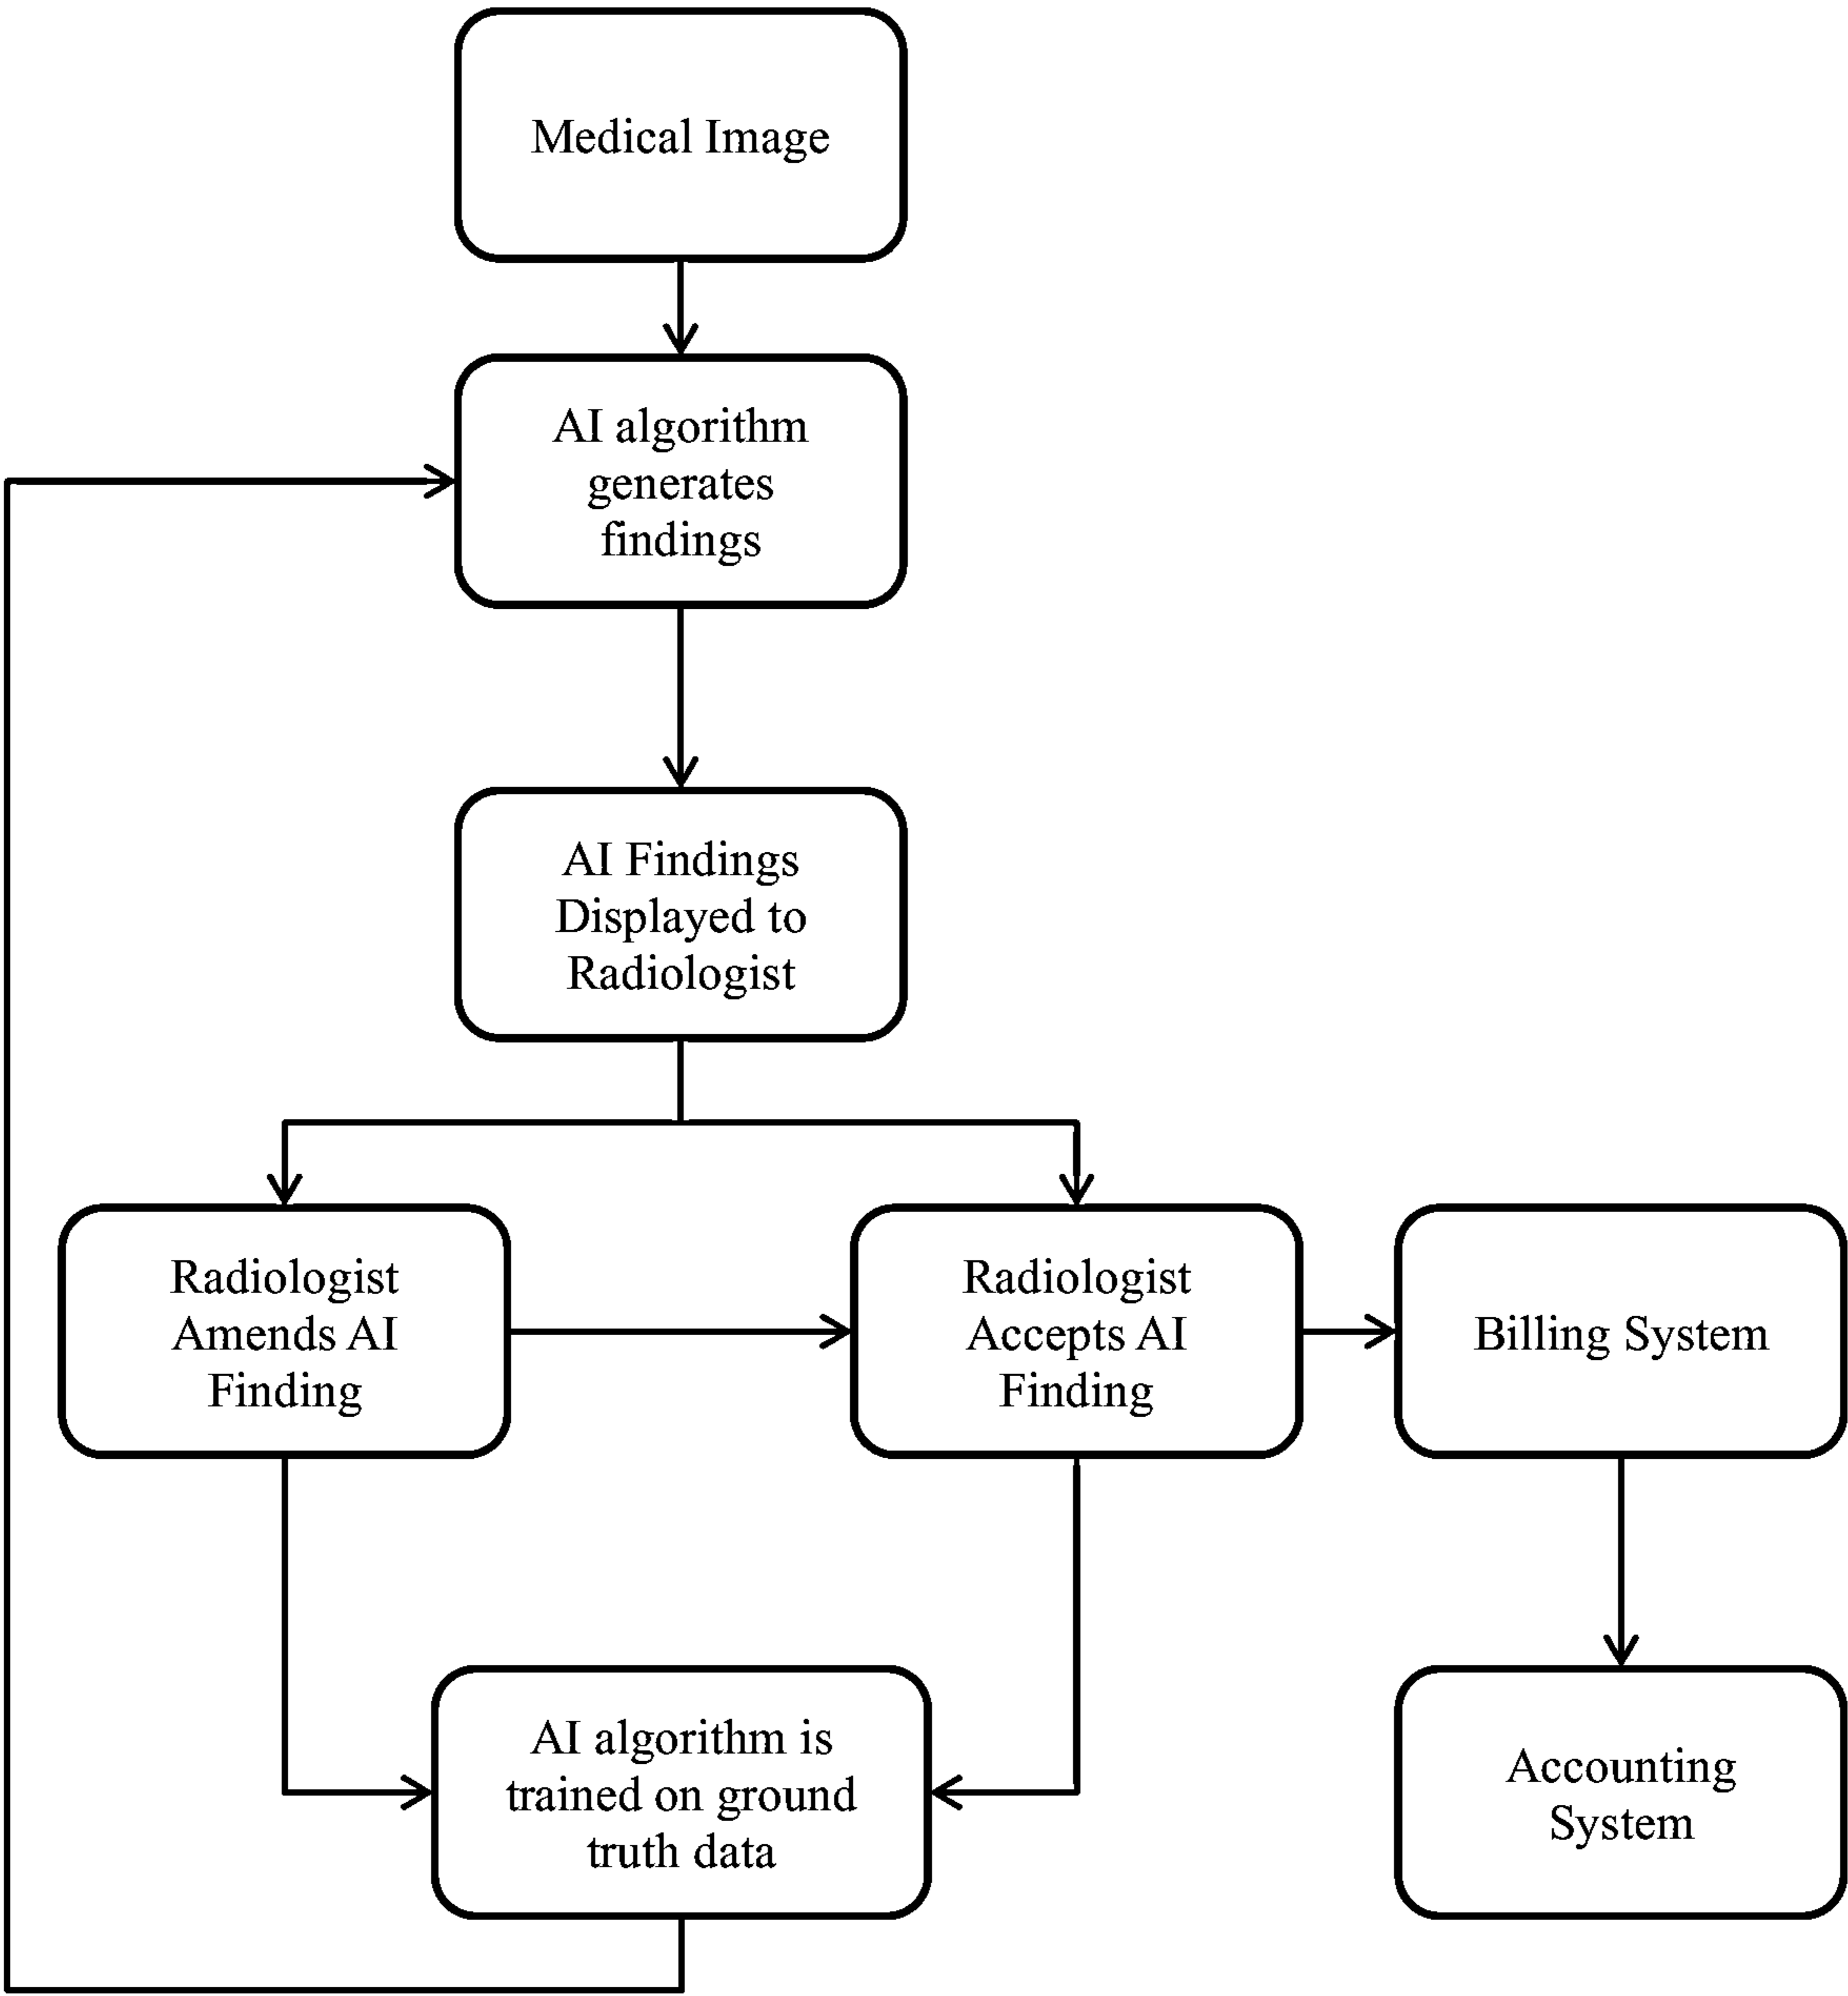 Medical Image
AI algorithm
generates
findings
AI Findings
Displayed to
Radiologist
Radiologist
Amends AI
Finding
Radiologist
Accepts AI
Finding
Billing System
AI algorithm is
trained on ground
truth data
Accounting
System